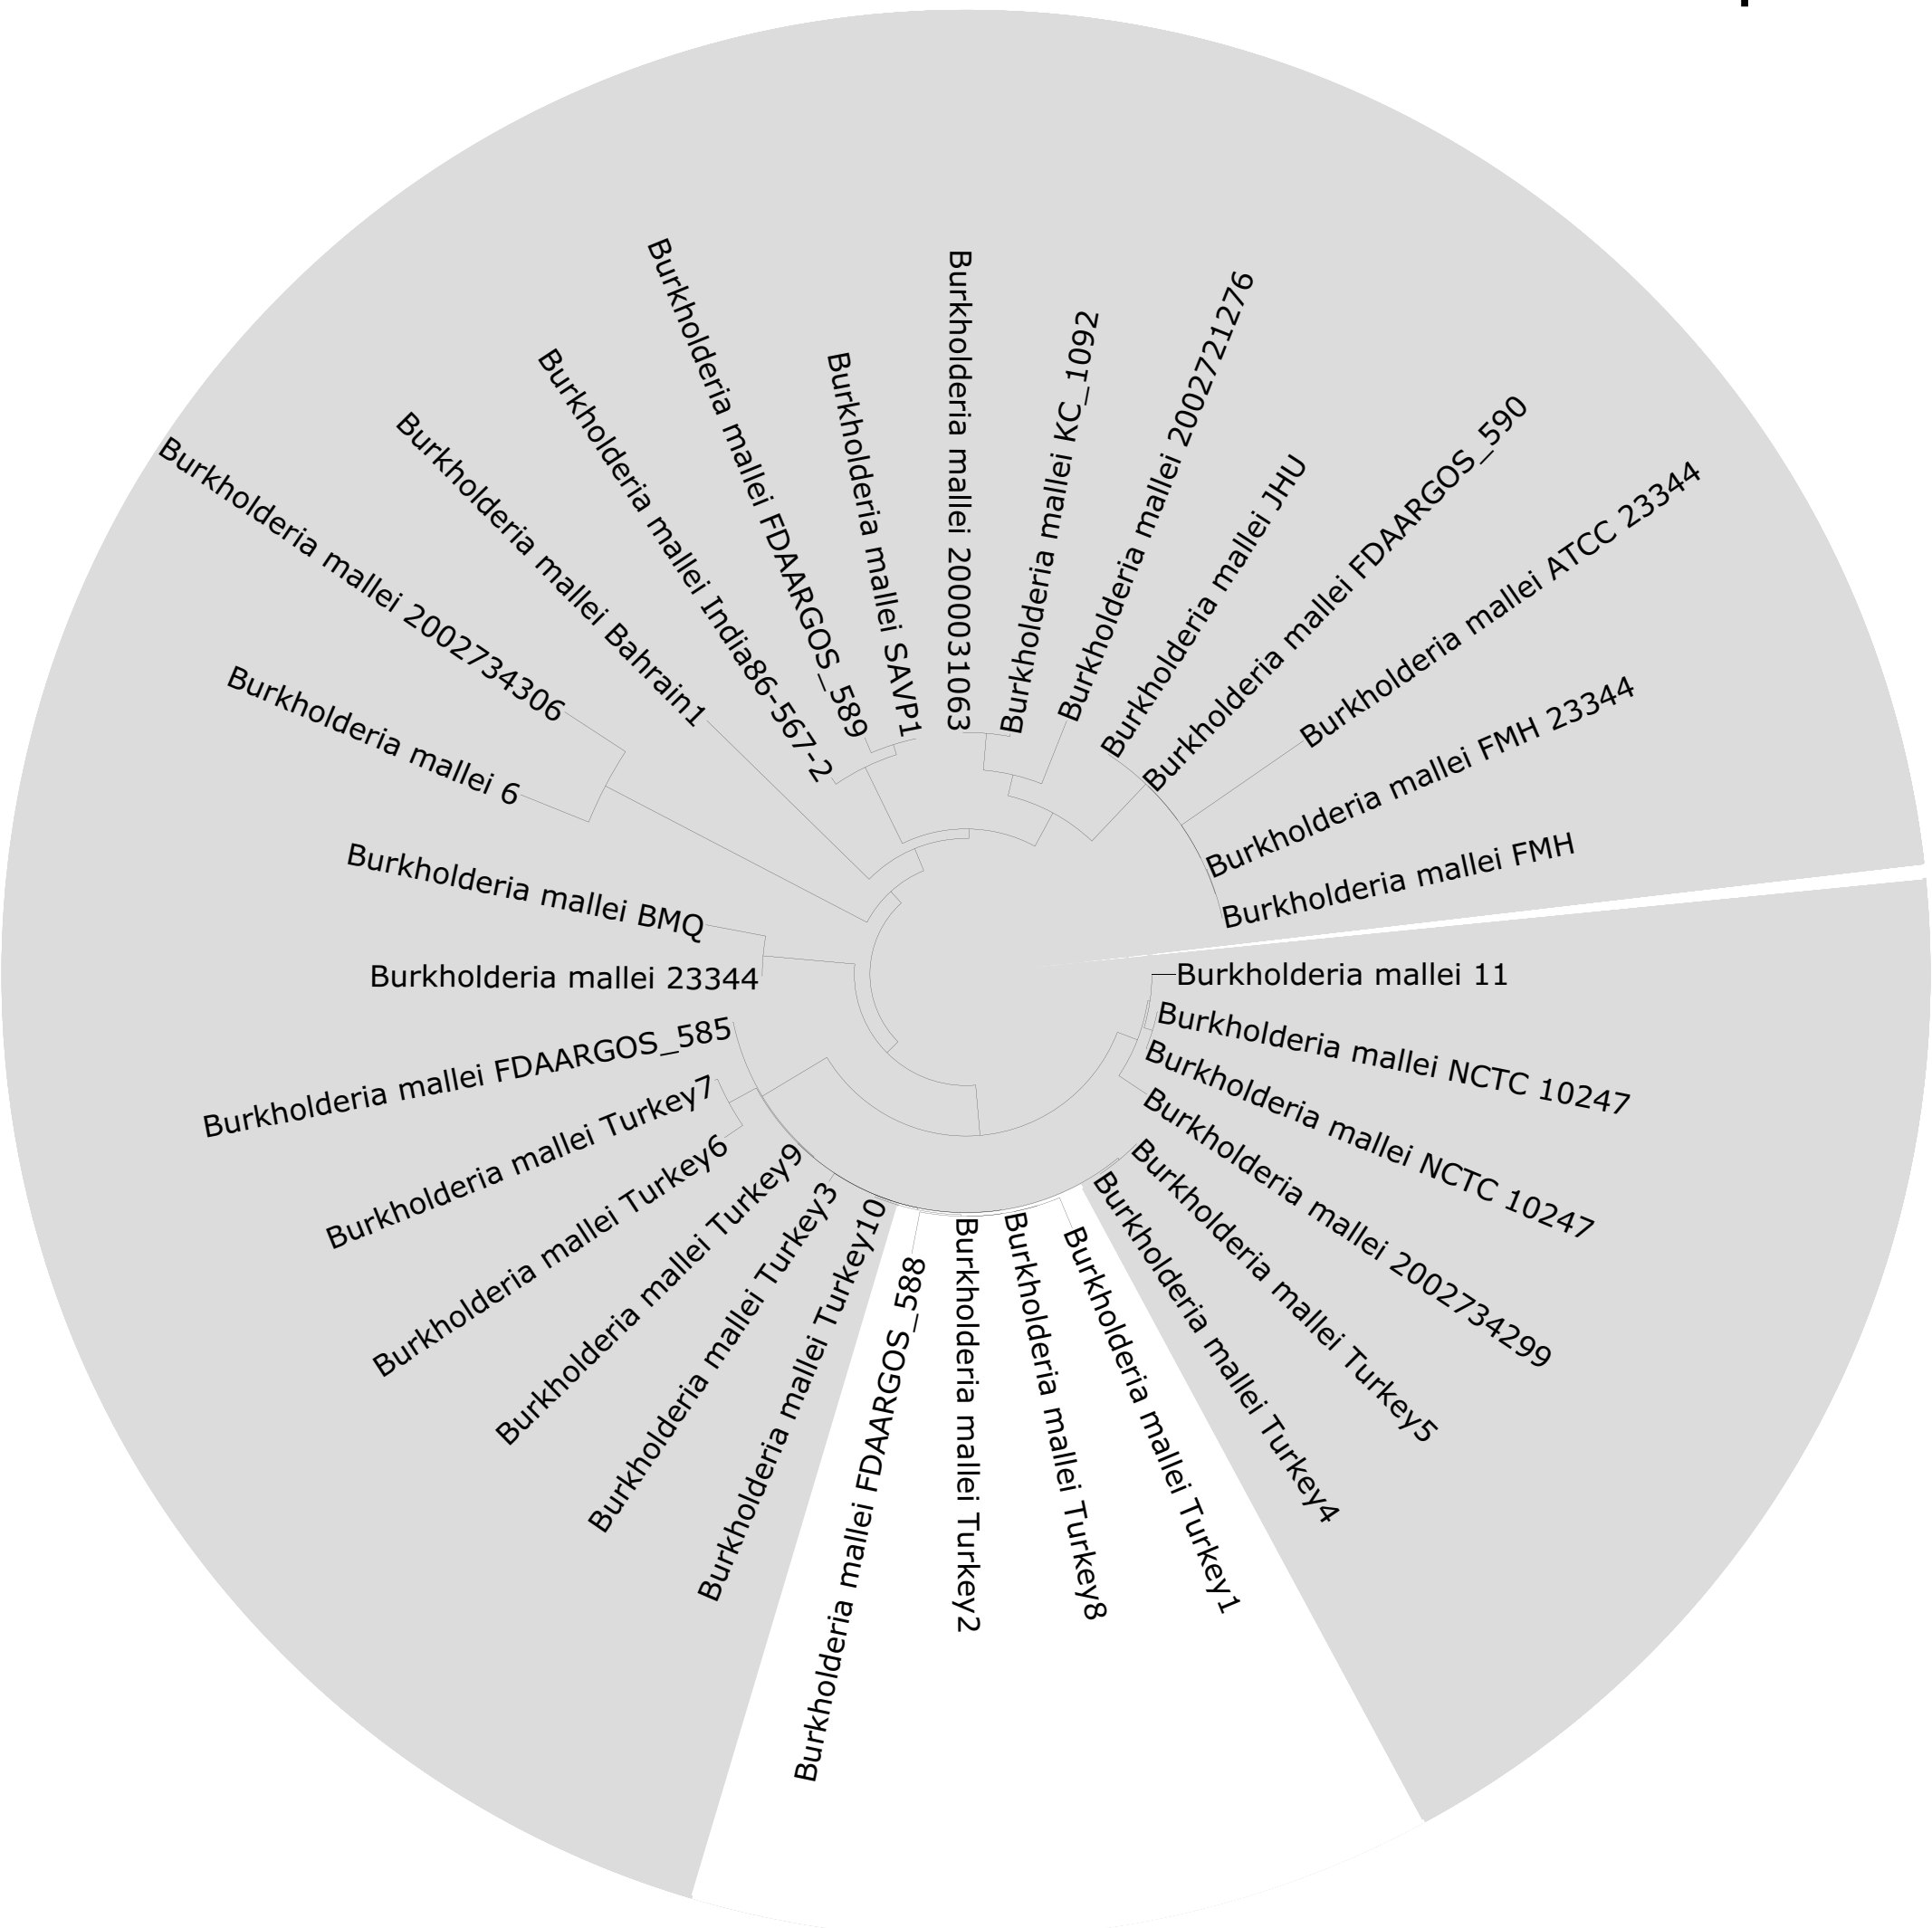 Burkholderia mallei 11
Burkholderia mallei NCTC 10247
Burkholderia mallei NCTC 10247
Burkholderia mallei 2002734299
Burkholderia mallei Turkey5
Burkholderia mallei Turkey4
Burkholderia mallei Turkey1
Burkholderia mallei Turkey8
Burkholderia mallei Turkey2
Burkholderia mallei FDAARGOS_588
Burkholderia mallei Turkey10
Burkholderia mallei Turkey3
Burkholderia mallei Turkey9
Burkholderia mallei Turkey6
Burkholderia mallei Turkey7
Burkholderia mallei FDAARGOS_585
Burkholderia mallei 23344
Burkholderia mallei BMQ
Burkholderia mallei 6
Burkholderia mallei 2002734306
Burkholderia mallei Bahrain1
Burkholderia mallei India86-567-2
Burkholderia mallei FDAARGOS_589
Burkholderia mallei SAVP1
Burkholderia mallei 2000031063
Burkholderia mallei KC_1092
Burkholderia mallei 2002721276
Burkholderia mallei JHU
Burkholderia mallei FDAARGOS_590
Burkholderia mallei ATCC 23344
Burkholderia mallei FMH 23344
Burkholderia mallei FMH